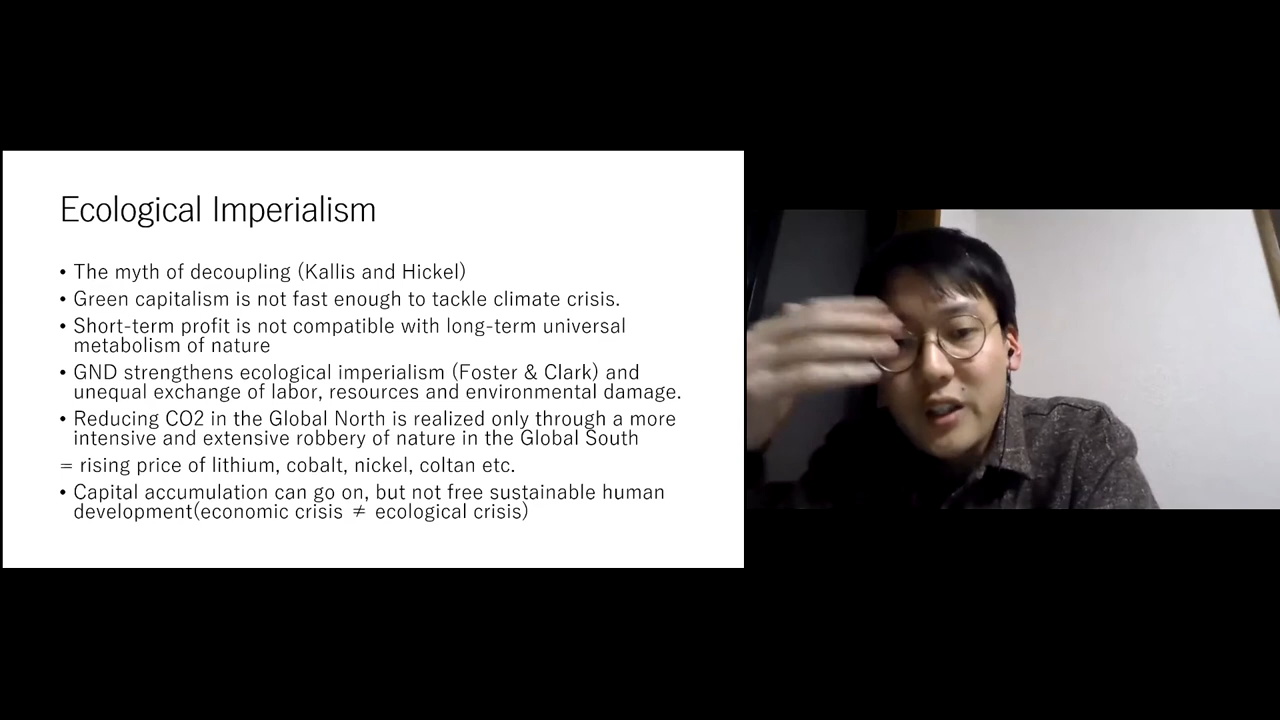 Ecological Imperialism
• The myth of decoupling (Kallis and Hickel)
• Green capitalism is not fast enough to tackle climate crisis.
• Short-term profit is not compatible with long-term universal
metabolism of nature
• GND strengthens ecological imperialism (Foster & Clark) and
unequal exchange of labor, resources and environmental damage.
• Reducing CO2 in the Global North is realized only through a more
intensive and extensive robbery of nature in the Global South
= rising price of lithium, cobalt, nickel, coltan etc.
• Capital accumulation can go on, but not free sustainable human
development(economic crisis ≠ ecological crisis)